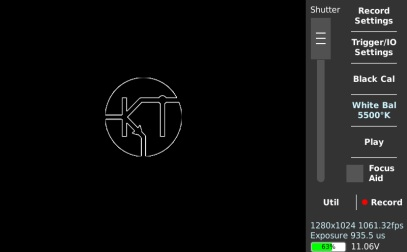 KT
Shutter
Record
Settings
Trigger/IO
Settings
Black Cal
White Bal
5500°K
Play
Focus
Aid
Util
Record
1280x1024 1061.32fps
Exposure 935.5 us
63% 11.06V